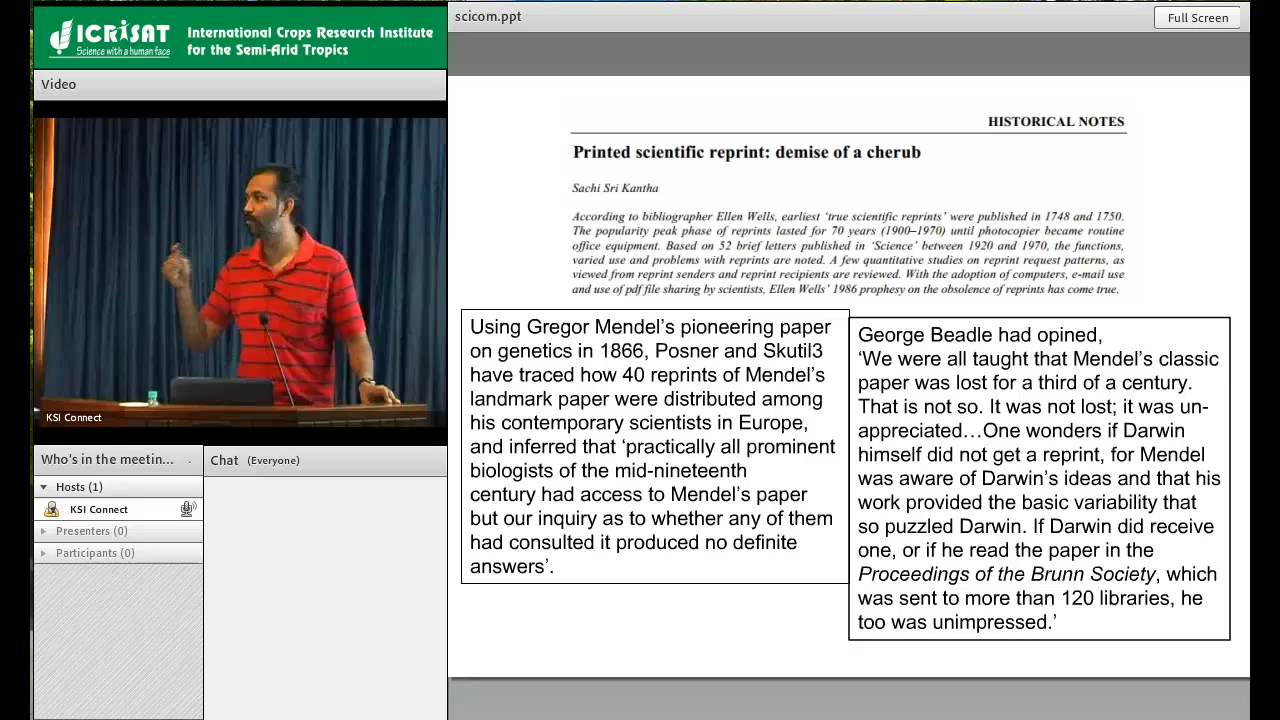 scicom.ppt
Full Screen
ICRISAT
Science with a human face
International Crops Research Institute
for the Semi-Arid Tropics
Video
KSI Connect
Who's in the meetin...
Hosts (1)
KSI Connect
Presenters (0)
Participants (0)
Chat (Everyone)
HISTORICAL NOTES
Printed scientific reprint: demise of a cherub
Sachi Sri Kantha
According to bibliographer Ellen Wells, earliest ‘true scientific reprints’ were published in 1748 and 1750.
The popularity peak phase of reprints lasted for 70 years (1900–1970) until photocopier became routine
office equipment. Based on 52 brief letters published in ‘Science’ between 1920 and 1970, the functions,
varied use and problems with reprints are noted. A few quantitative studies on reprint request patterns, as
viewed from reprint senders and reprint recipients are reviewed. With the adoption of computers, e-mail use
and use of pdf file sharing by scientists, Ellen Wells’ 1986 prophesy on the obsolence of reprints has come true.
Using Gregor Mendel’s pioneering paper
on genetics in 1866, Posner and Skutil3
have traced how 40 reprints of Mendel’s
landmark paper were distributed among
his contemporary scientists in Europe,
and inferred that ‘practically all prominent
biologists of the mid-nineteenth
century had access to Mendel’s paper
but our inquiry as to whether any of them
had consulted it produced no definite
answers’.
George Beadle had opined,
‘We were all taught that Mendel’s classic
paper was lost for a third of a century.
That is not so. It was not lost; it was un-
appreciated…One wonders if Darwin
himself did not get a reprint, for Mendel
was aware of Darwin’s ideas and that his
work provided the basic variability that
so puzzled Darwin. If Darwin did receive
one, or if he read the paper in the
Proceedings of the Brunn Society, which
was sent to more than 120 libraries, he
too was unimpressed.’